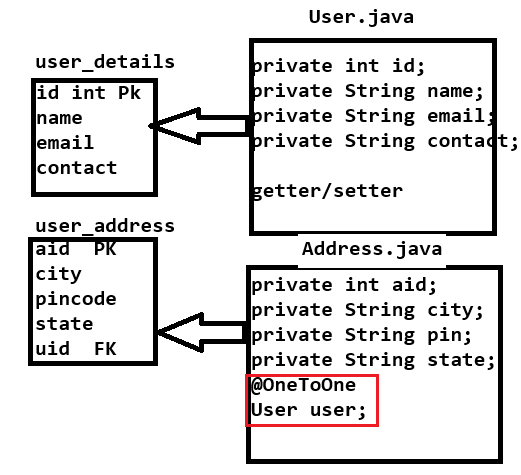 User.java
user_details
id int Pk
name
email
contact
private int id;
private String name;
private String email;
private String contact;
getter/setter
user_address
aid PK
city
pincode
state
uid FK
Address.java
private int aid;
private String city;
private String pin;
private String state;
@OneToOne
User user;